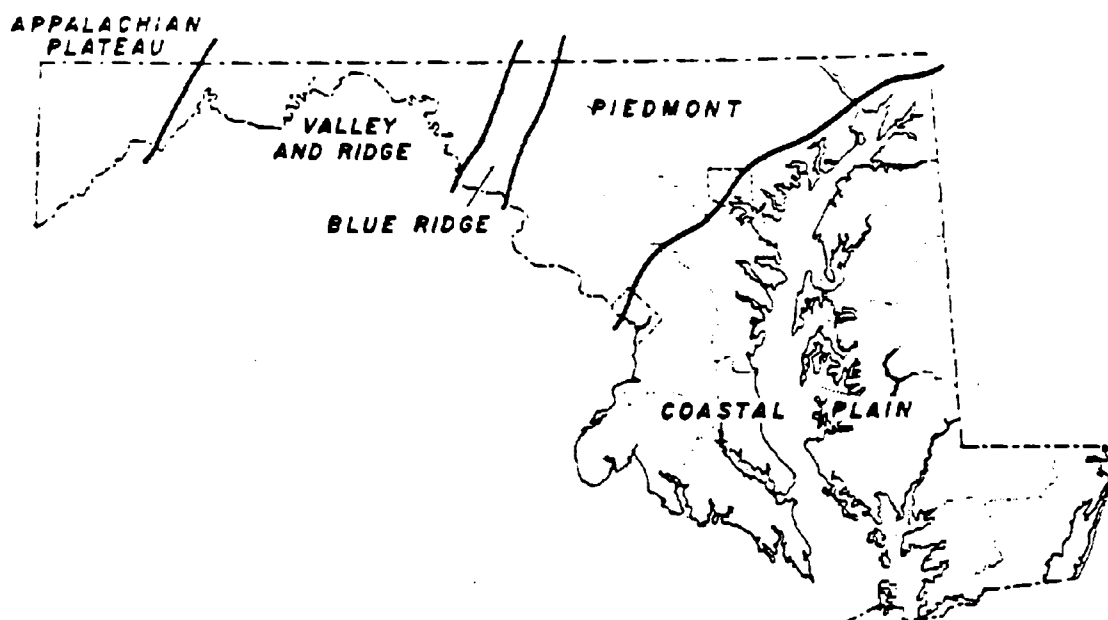 APPALACHIAN
PLATEAU
PIEDMONT
VALLEY
AND RIDGE
BLUE RIDGE
COASTAL PLAIN